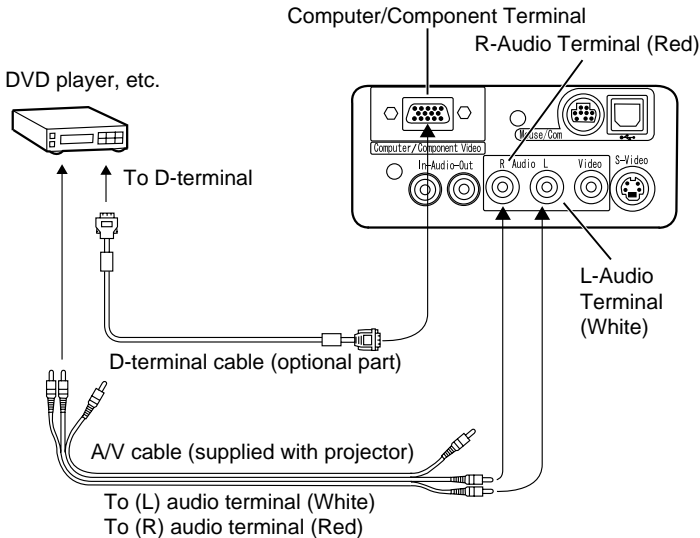 Computer/Component Terminal
R-Audio Terminal (Red)
DVD player, etc.
Mouse/Com
Computer/Component Video
In-Audio-Out
R Audio L
Video
S-Video
To D-terminal
L-Audio
Terminal
(White)
D-terminal cable (optional part)
A/V cable (supplied with projector)
To (L) audio terminal (White)
To (R) audio terminal (Red)